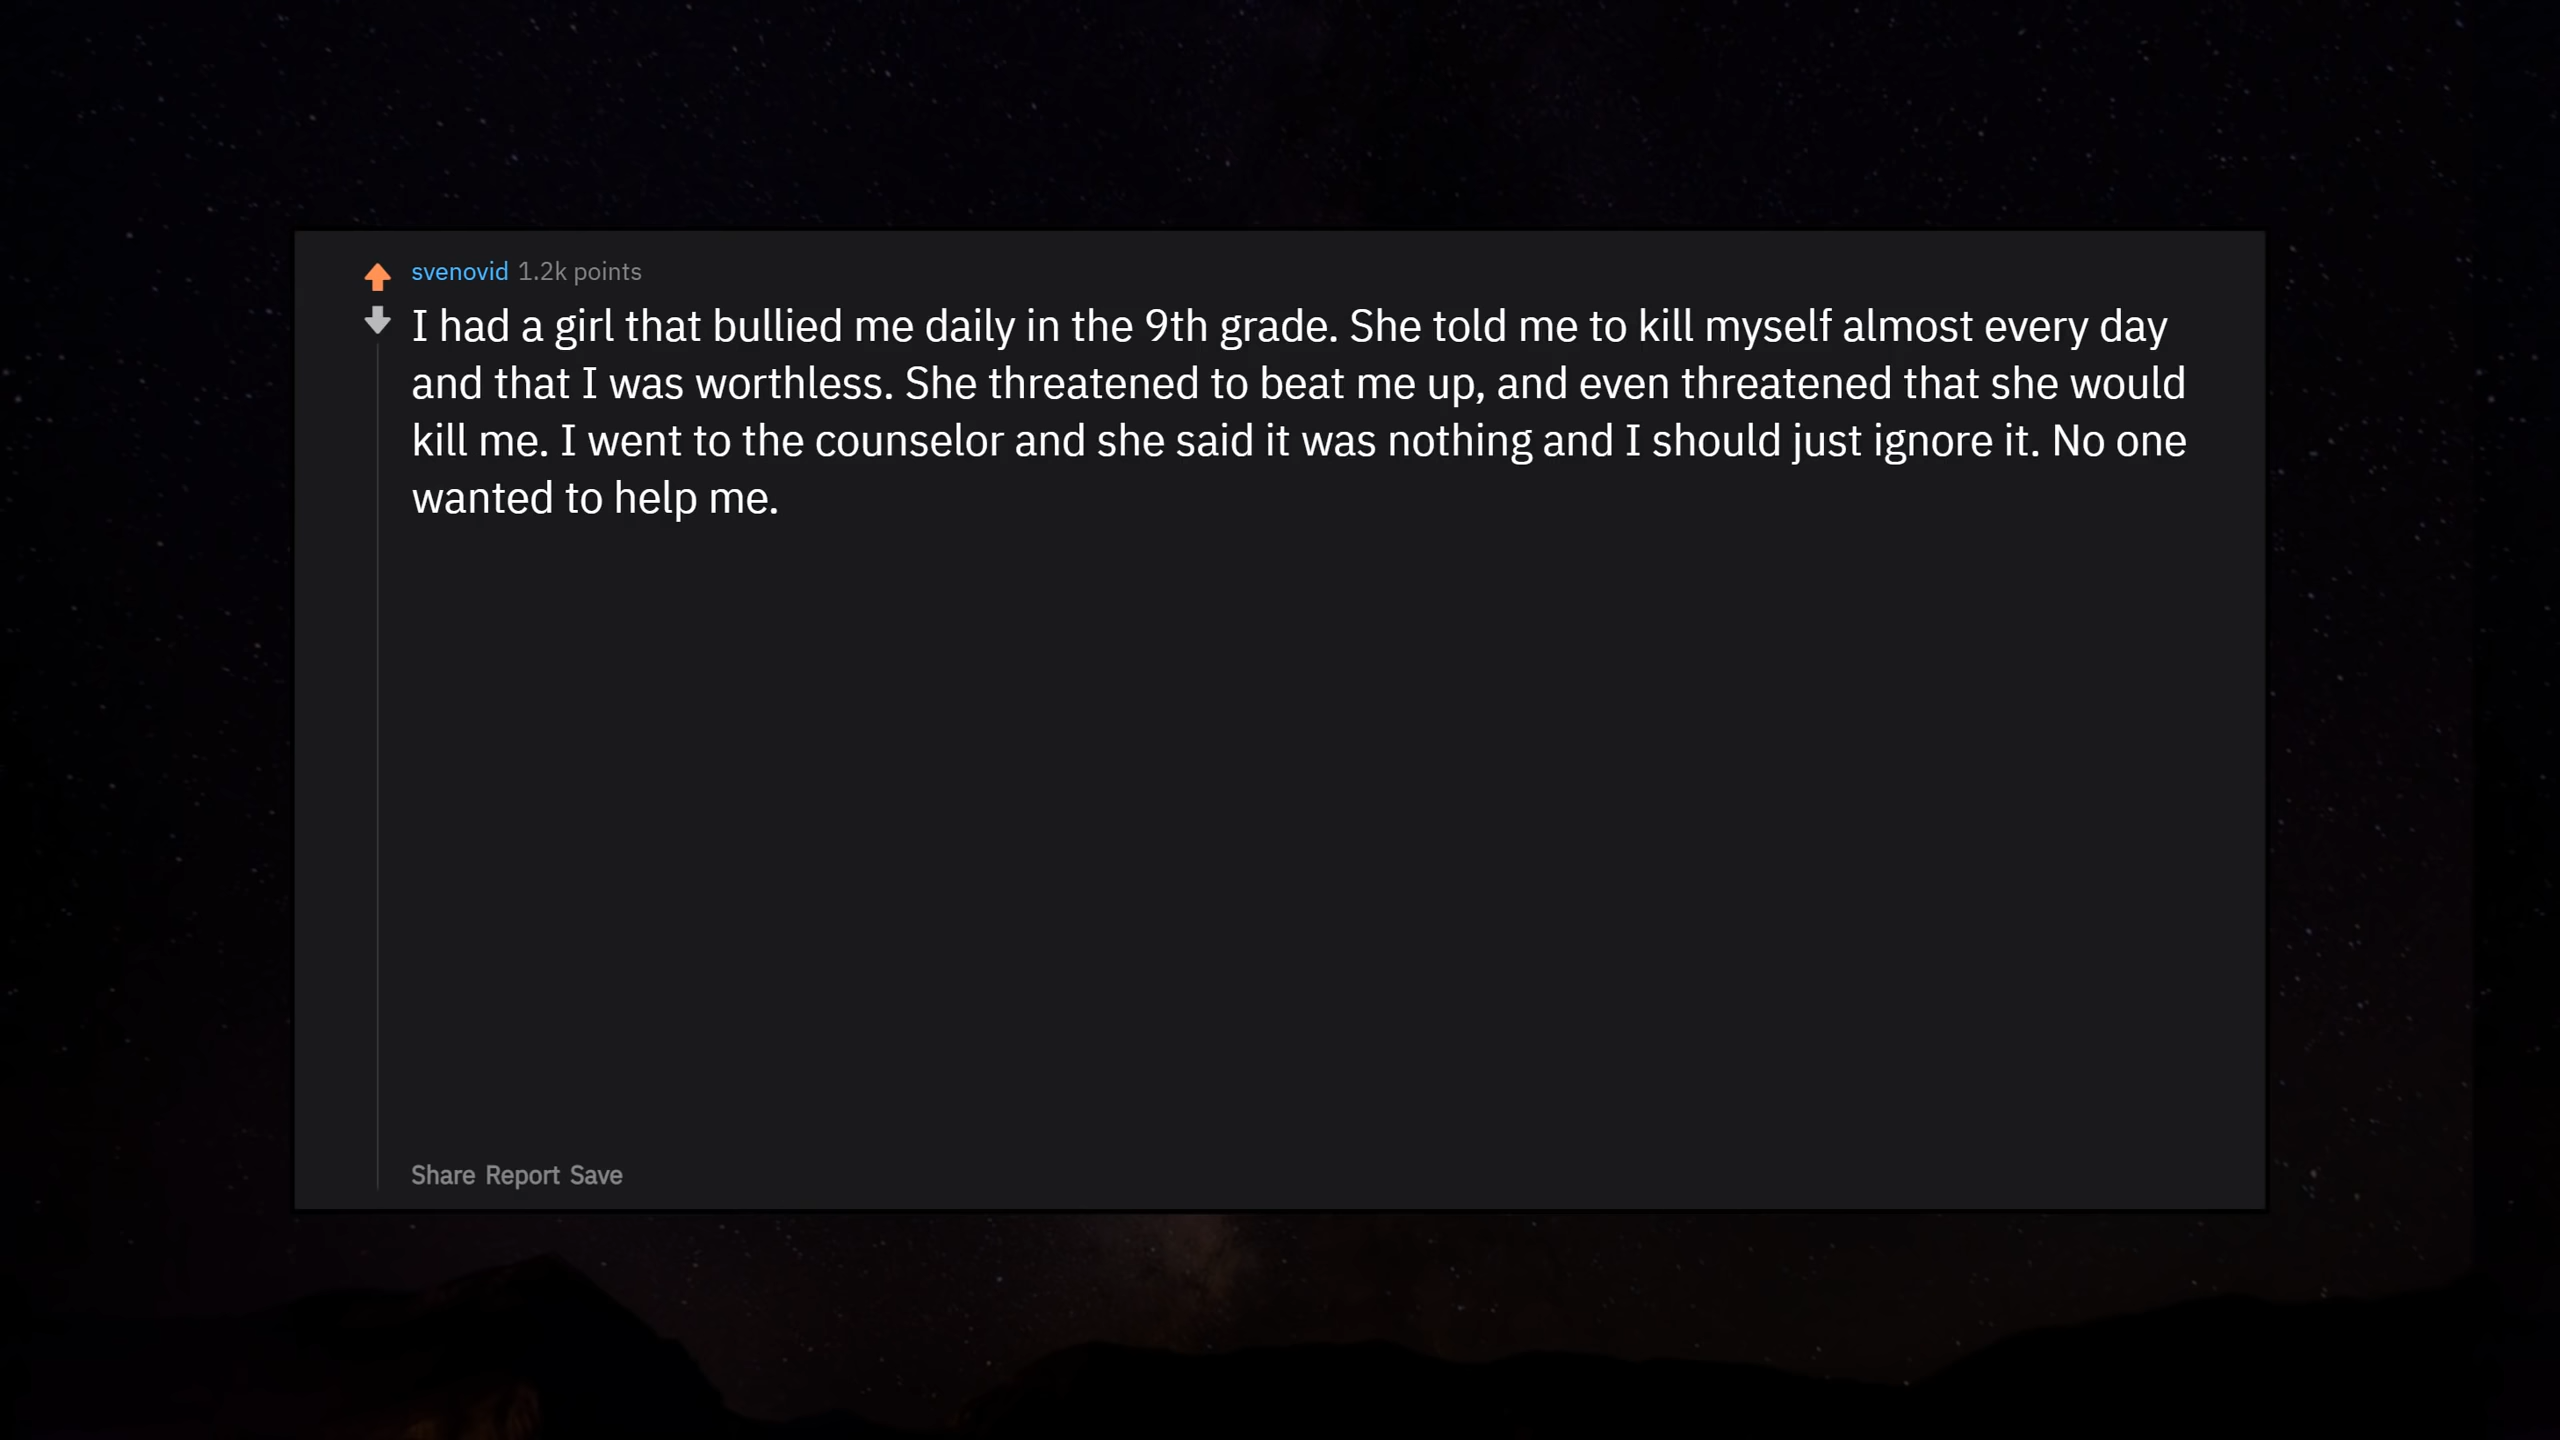 svenovid 1.2k points
I had a girl that bullied me daily in the 9th grade. She told me to kill myself almost every day
and that I was worthless. She threatened to beat me up, and even threatened that she would
kill me. I went to the counselor and she said it was nothing and I should just ignore it. No one
wanted to help me.
Share Report Save